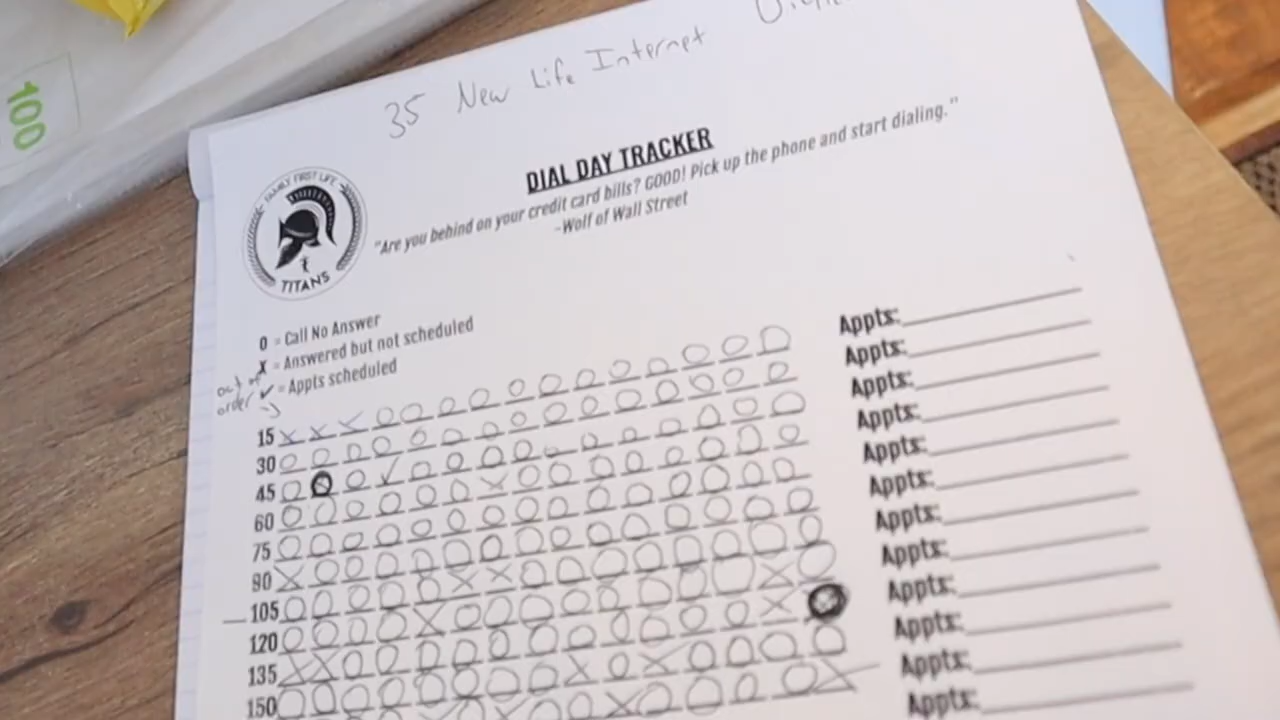 100
35 New Life Internet
DIAL DAY TRACKER
"Are you behind on your credit card bills? GOOD! Pick up the phone and start dialing."
-Wolf of Wall Street
FAMILY FIRST LIFE
TITANS
O = Call No Answer
X = Answered but not scheduled
✓ = Appts scheduled
out of
order
15 X X X O O O O O O O O O O O O
30
45
60
75
90
105
120
135
150
Appts:
Appts:
Appts:
Appts:
Appts:
Appts:
Appts:
Appts:
Appts:
Appts:
Appts:
Appts: